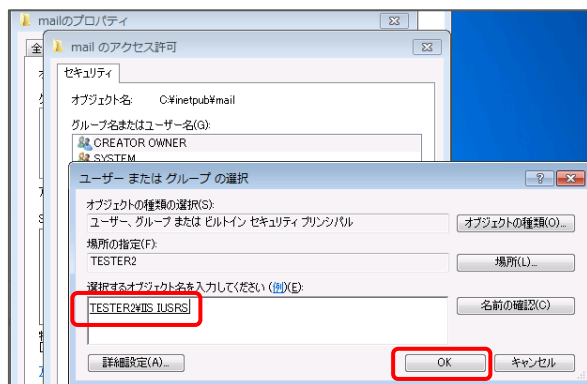 mailのプロパティ
全
mail のアクセス許可
セキュリティ
オブジェクト名: C:¥inetpub¥mail
グループ名またはユーザー名(G):
CREATOR OWNER
SYSTEM
ユーザー または グループ の選択
オブジェクトの種類の選択(S):
ユーザー、グループ または ビルトイン セキュリティ プリンシパル
オブジェクトの種類(O)...
場所の指定(F):
TESTER2
場所(L)...
選択するオブジェクト名を入力してください (例)(E):
TESTER2¥IIS_IUSRS
名前の確認(C)
詳細設定(A)...
OK
キャンセル